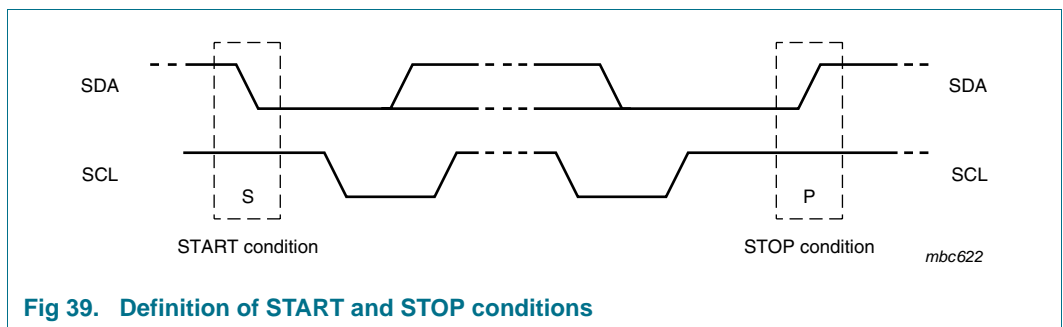 SDA
SDA
SCL
SCL
S
P
START condition
STOP condition
mbc622
Fig 39. Definition of START and STOP conditions